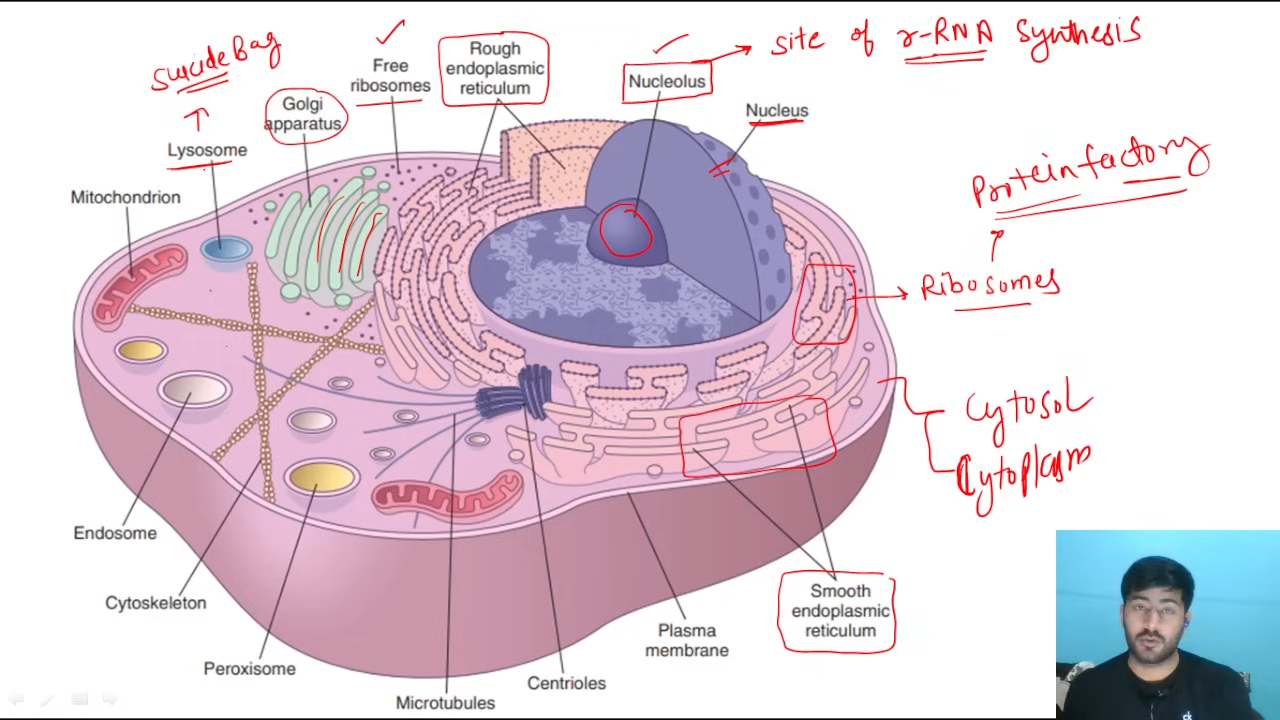 Suicide Bag
Free
ribosomes
Rough
endoplasmic
reticulum
site of r-RNA Synthesis
Nucleolus
Golgi
apparatus
Nucleus
Lysosome
Protein factory
Mitochondrion
Ribosomes
Cytosol
Cytoplasm
Endosome
Cytoskeleton
Smooth
endoplasmic
reticulum
Plasma
membrane
Peroxisome
Centrioles
Microtubules